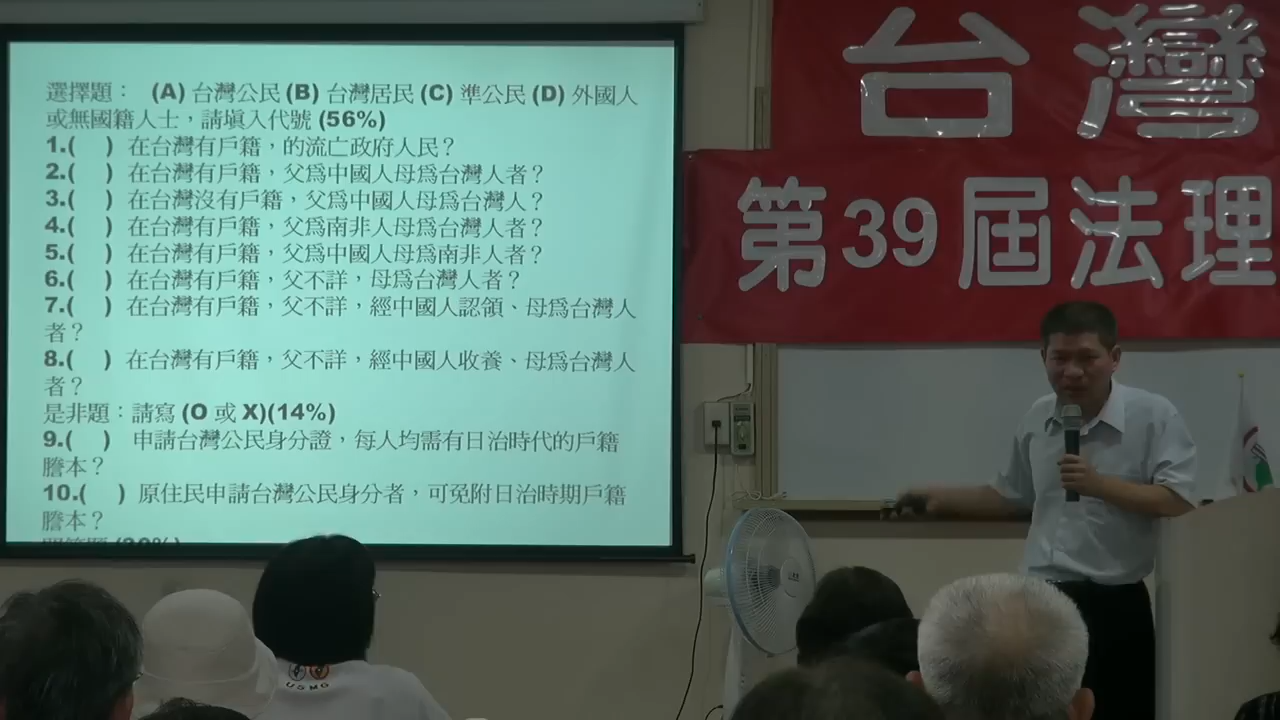 選擇題： (A) 台灣公民 (B) 台灣居民 (C) 準公民 (D) 外國人
或無國籍人士，請填入代號 (56%)
1.( ) 在台灣有戶籍，的流亡政府人民？
2.( ) 在台灣有戶籍，父為中國人母為台灣人者？
3.( ) 在台灣沒有戶籍，父為中國人母為台灣人？
4.( ) 在台灣有戶籍，父為南非人母為台灣人者？
5.( ) 在台灣有戶籍，父為中國人母為南非人者？
6.( ) 在台灣有戶籍，父不詳，母為台灣人者？
7.( ) 在台灣有戶籍，父不詳，經中國人認領、母為台灣人
者？
8.( ) 在台灣有戶籍，父不詳，經中國人收養、母為台灣人
者？
是非題：請寫 (O 或 X)(14%)
9.( ) 申請台灣公民身分證，每人均需有日治時代的戶籍
謄本？
10.( ) 原住民申請台灣公民身分者，可免附日治時期戶籍
謄本？
台灣
第39屆法理
USMG